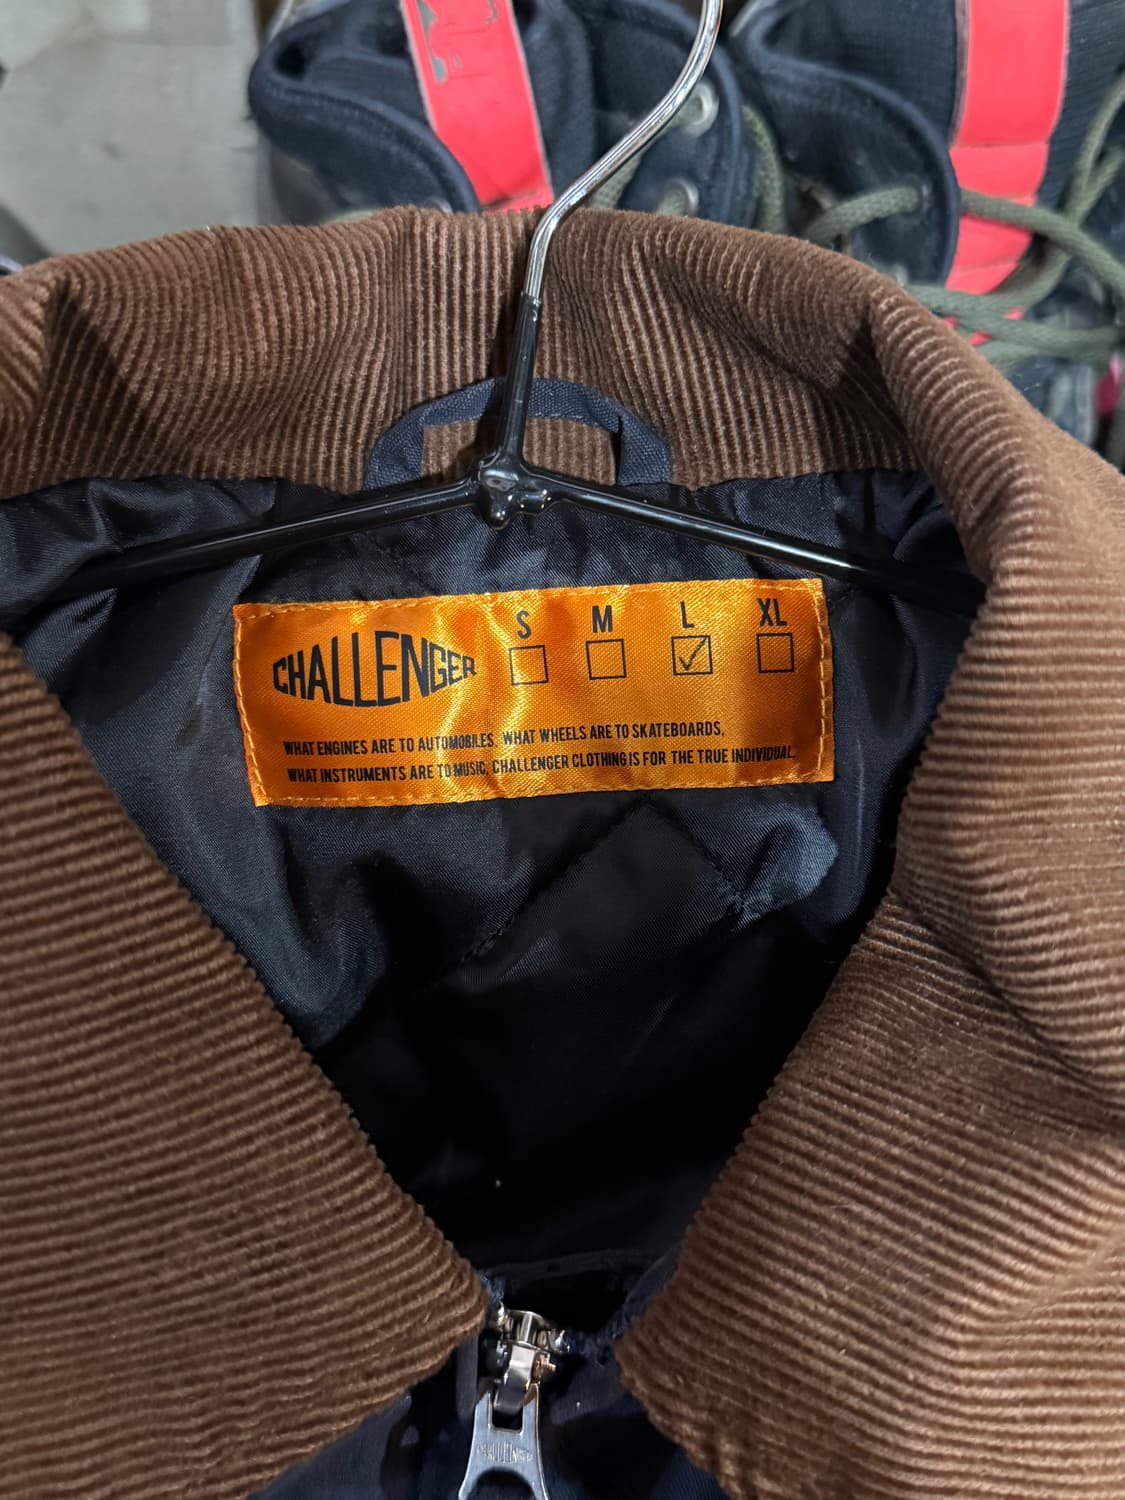 S M L XL
CHALLENGER
WHAT ENGINES ARE TO AUTOMOBILES. WHAT WHEELS ARE TO SKATEBOARDS,
WHAT INSTRUMENTS ARE TO MUSIC, CHALLENGER CLOTHING IS FOR THE TRUE INDIVIDUAL.